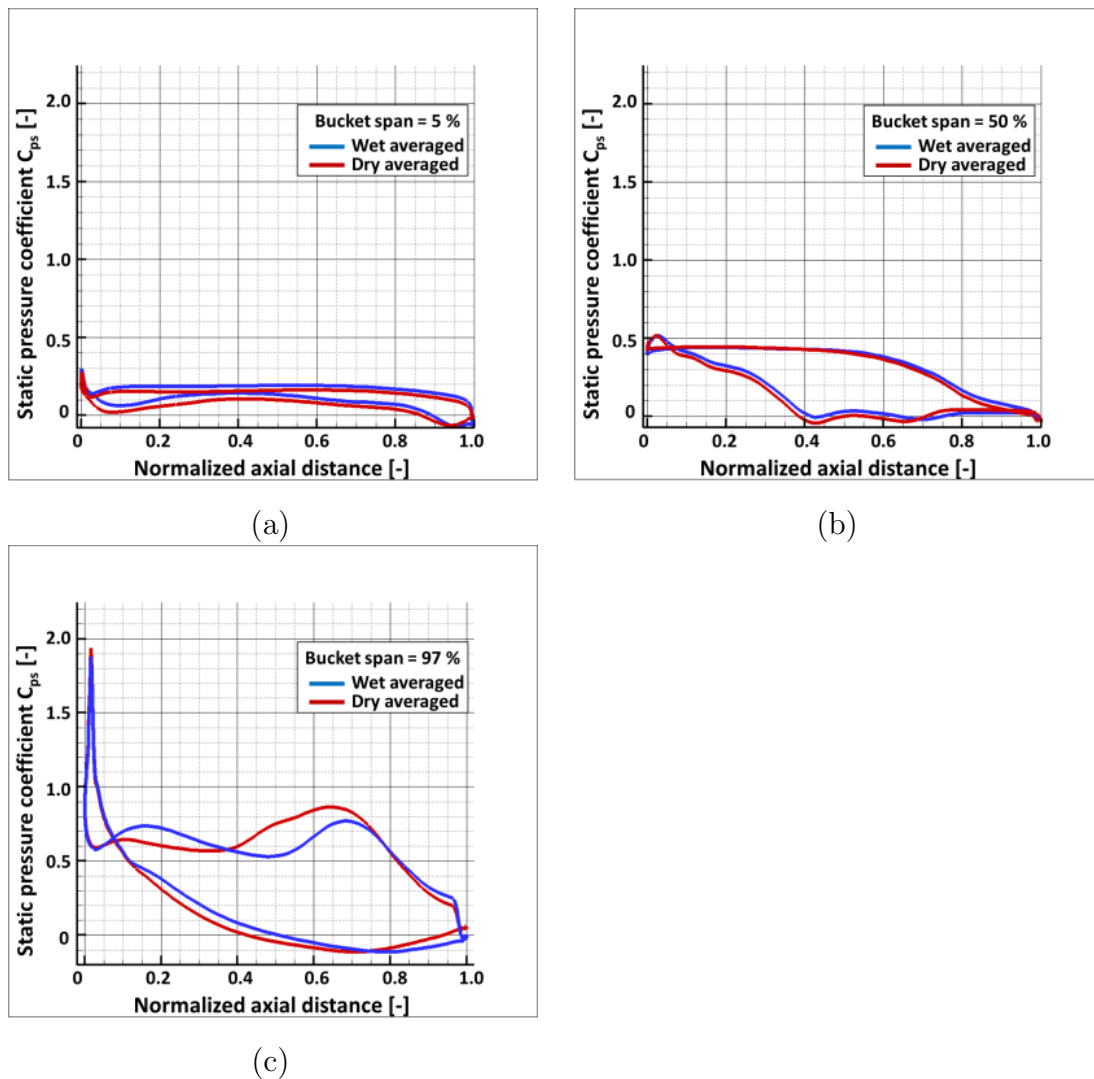 Static pressure coefficient Cps [-]
2.0
1.5
1.0
0.5
0
Bucket span = 5 %
Wet averaged
Dry averaged
0 0.2 0.4 0.6 0.8 1.0
Normalized axial distance [-]
(a)
Static pressure coefficient Cps [-]
2.0
1.5
1.0
0.5
0
Bucket span = 50 %
Wet averaged
Dry averaged
0 0.2 0.4 0.6 0.8 1.0
Normalized axial distance [-]
(b)
Static pressure coefficient Cps [-]
2.0
1.5
1.0
0.5
0
Bucket span = 97 %
Wet averaged
Dry averaged
0 0.2 0.4 0.6 0.8 1.0
Normalized axial distance [-]
(c)